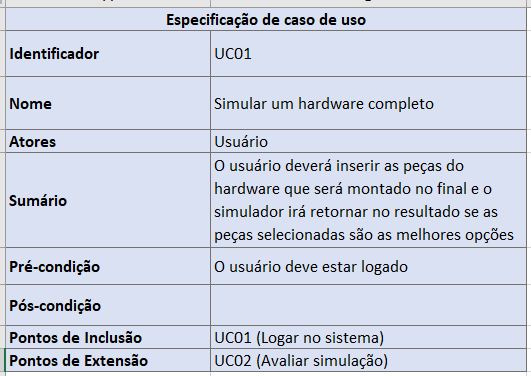 Especificação de caso de uso
Identificador UC01
Nome Simular um hardware completo
Atores Usuário
Sumário
O usuário deverá inserir as peças do
hardware que será montado no final e o
simulador irá retornar no resultado se as
peças selecionadas são as melhores opções
Pré-condição O usuário deve estar logado
Pós-condição
Pontos de Inclusão UC01 (Logar no sistema)
Pontos de Extensão UC02 (Avaliar simulação)